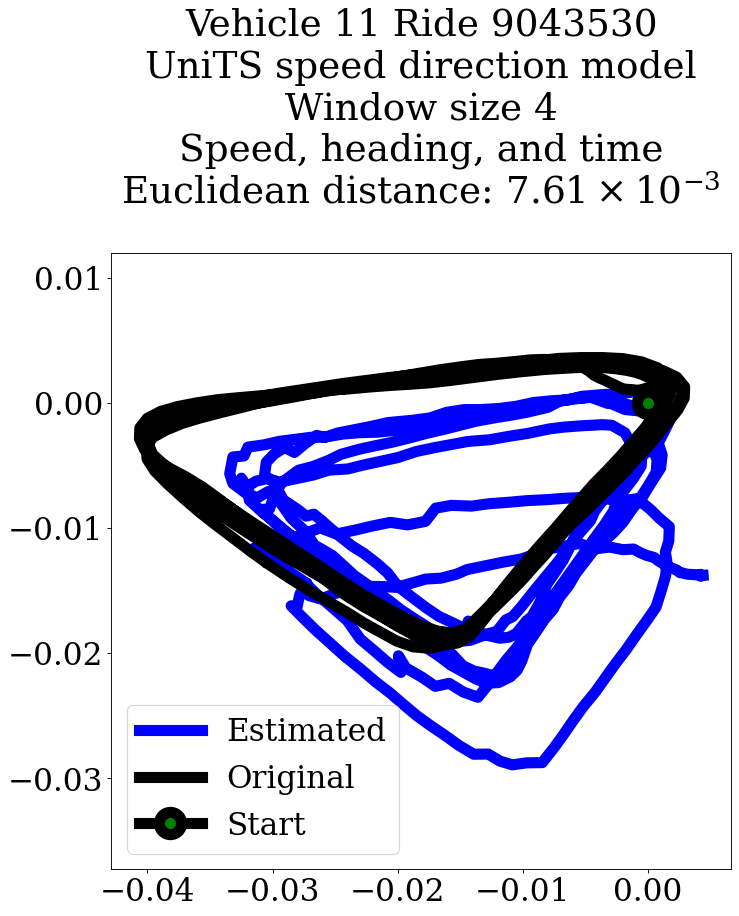 Vehicle 11 Ride 9043530
UniTS speed direction model
Window size 4
Speed, heading, and time
Euclidean distance: 7.61 × 10⁻³
0.01
0.00
−0.01
−0.02
−0.03
Estimated
Original
Start
−0.04 −0.03 −0.02 −0.01 0.00